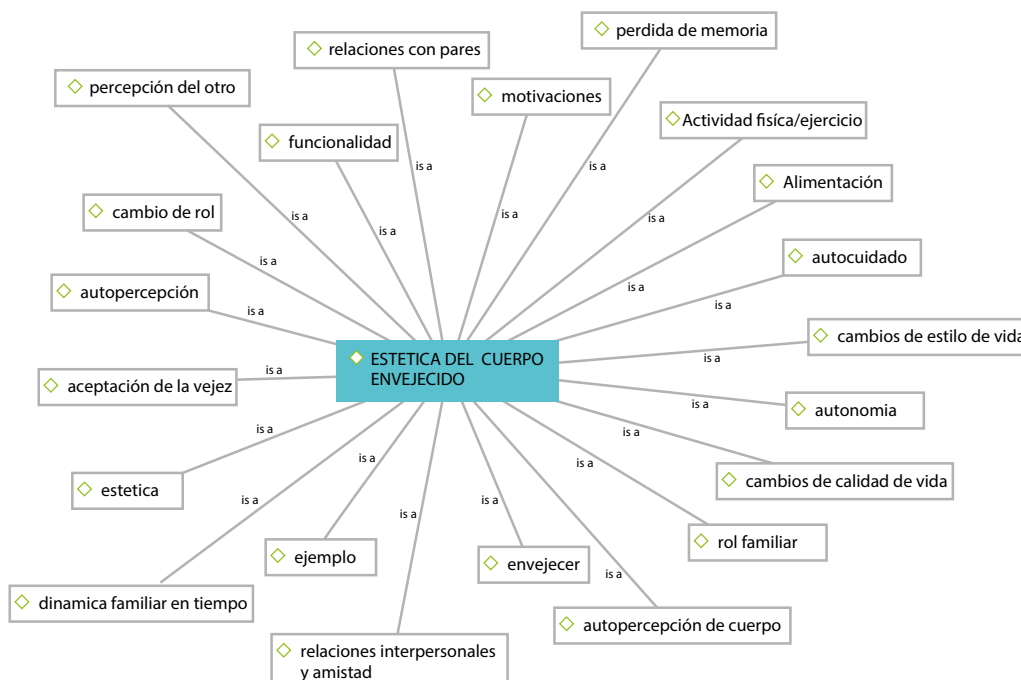 perdida de memoria
relaciones con pares
percepción del otro
motivaciones
Actividad fisíca/ejercicio
funcionalidad
is a
is a
Alimentación
is a
cambio de rol
is a
is a
is a
is a
autocuidado
is a
autopercepción
is a
is a
is a
cambios de estilo de vida
ESTETICA DEL CUERPO
ENVEJECIDO
is a
aceptación de la vejez
is a
is a
autonomia
is a
is a
is a
is a
cambios de calidad de vida
estetica
is a
is a
is a
rol familiar
ejemplo
envejecer
is a
dinamica familiar en tiempo
autopercepción de cuerpo
relaciones interpersonales
y amistad